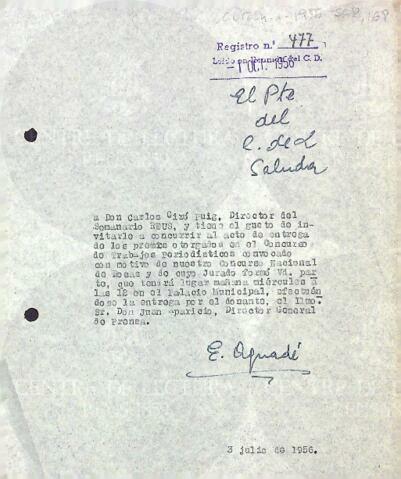 Registro n.º 477
Leído en Reunión del C. D.
-1 OCT. 1956
El Pte
del
C. de L
Saluda
a Don Carlos Giró Puig, Director del
Semanario REUS, y tiene el gusto de in-
vitarle a concurrir al acto de entrega
de los premios otorgados en el Concurso
de Trabajos Periodísticos convocado
con motivo de nuestro Concurso Nacional
de Rosas y de cuyo Jurado formó Vd. par
te, que tendrá lugar mañana miércoles a
las 12 en el Palacio Municipal, efectuán
dose la entrega por el donante, el Ilmo.
Sr. Don Juan Aparicio, Director General
de Prensa.
E. Aguadé
3 julio de 1956.